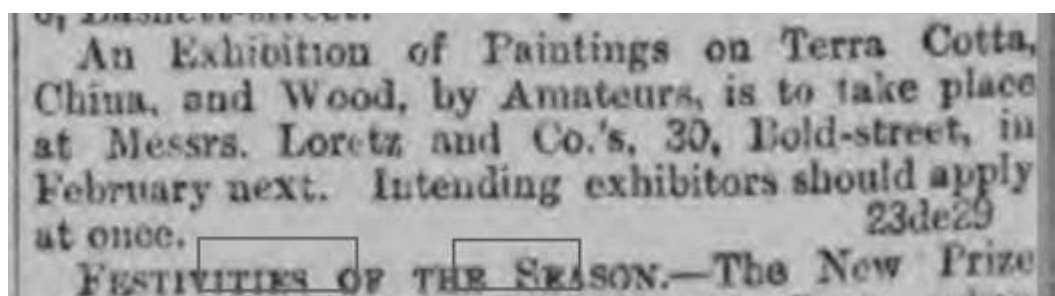 An Exhibition of Paintings on Terra Cotta,
China, and Wood, by Amateurs, is to take place
at Messrs. Loretz and Co.'s, 30, Bold-street, in
February next. Intending exhibitors should apply
at once. 23de29
FESTIVITIES OF THE SEASON.—The New Prize